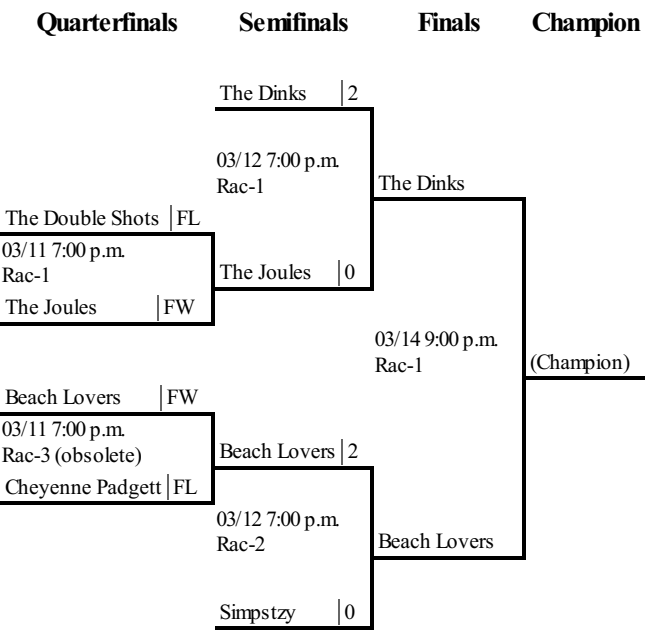 Quarterfinals Semifinals Finals Champion
The Dinks 2
03/12 7:00 p.m.
Rac-1
The Dinks
The Double Shots FL
03/11 7:00 p.m.
Rac-1
The Joules 0
The Joules FW
03/14 9:00 p.m.
Rac-1
(Champion)
Beach Lovers FW
03/11 7:00 p.m.
Rac-3 (obsolete)
Beach Lovers 2
Cheyenne Padgett FL
03/12 7:00 p.m.
Rac-2
Beach Lovers
Simpstzy 0